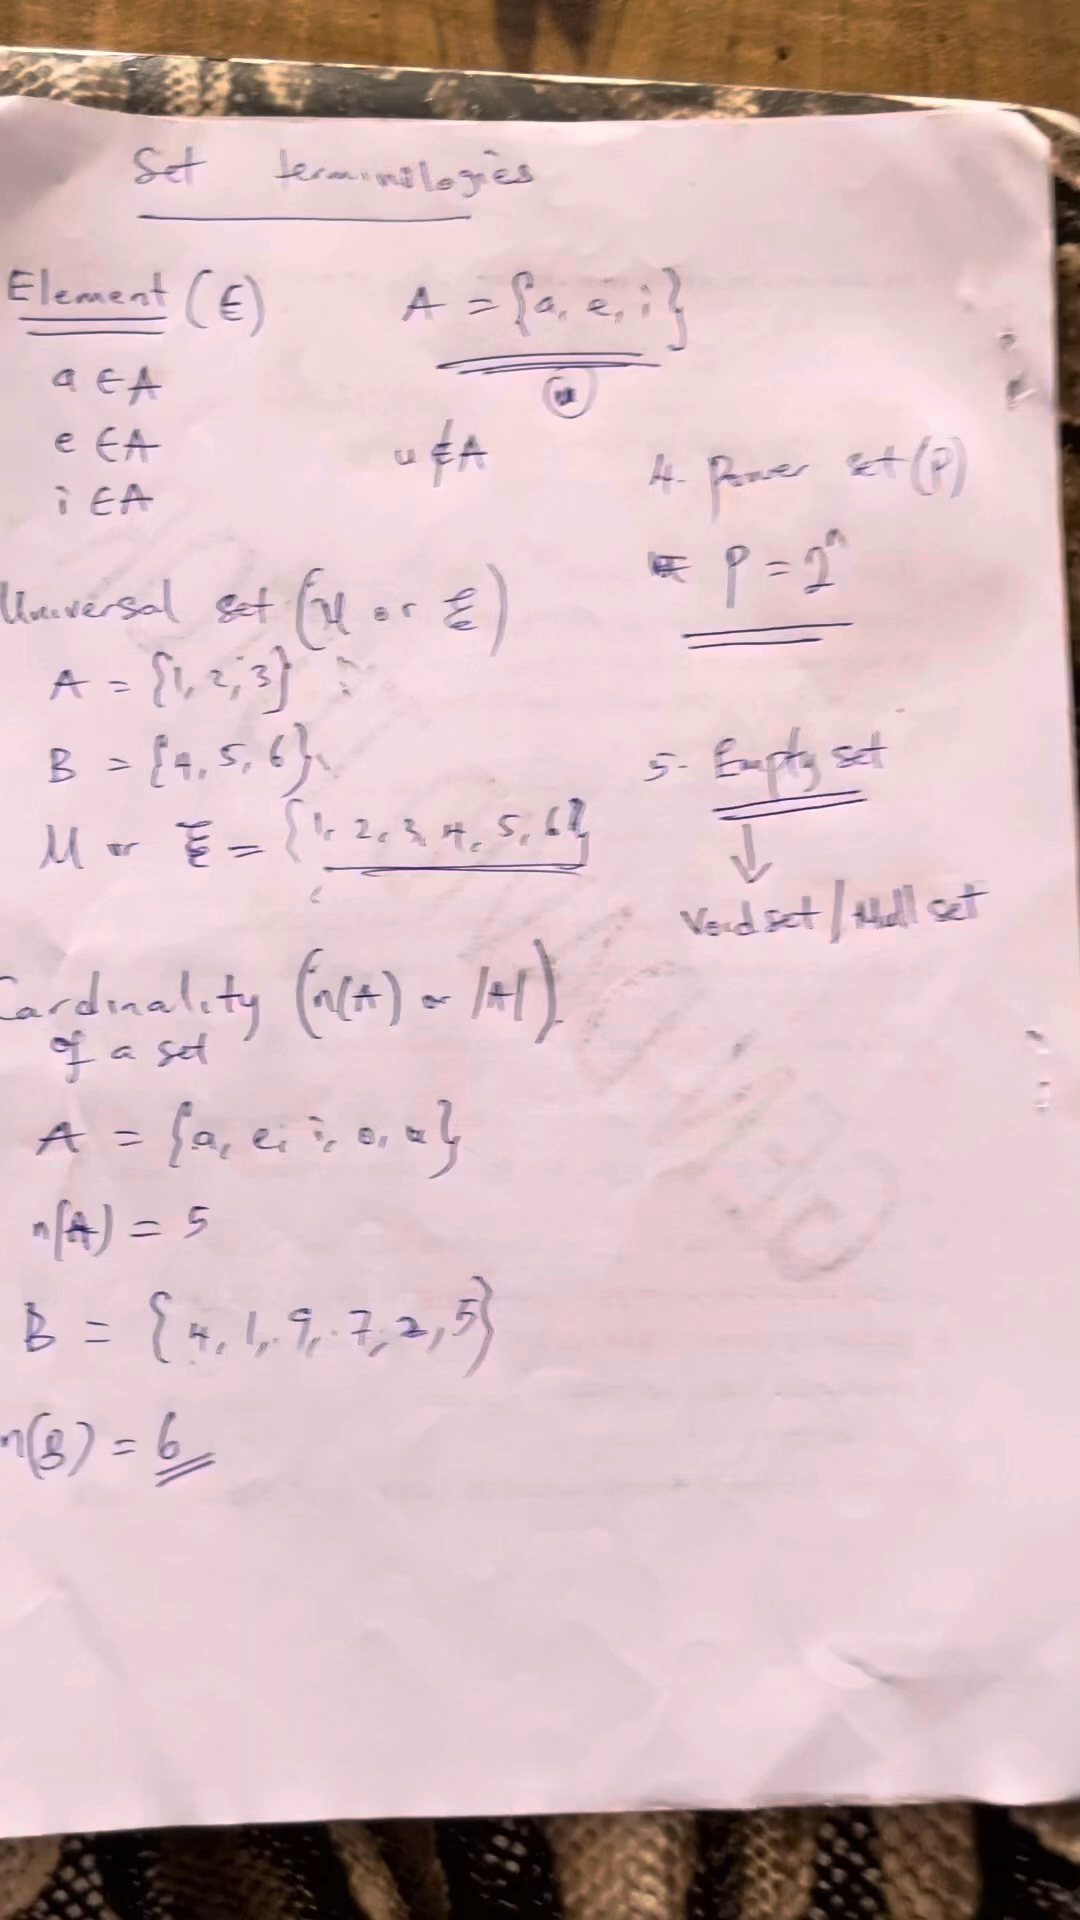 Set terminologies
Element (∈)
A = {a, e, i}
a ∈ A
e ∈ A
i ∈ A
u ∉ A
Universal set (U or ξ)
A = {1, 2, 3}
B = {4, 5, 6}
U or ξ = {1, 2, 3, 4, 5, 6}
Cardinality (n(A) or |A|)
of a set
A = {a, e, i, o, u}
n(A) = 5
B = {4, 1, 9, 7, 2, 5}
n(B) = 6
4. Power set (P)
P = 2ⁿ
5. Empty set
↓
Void set / Null set